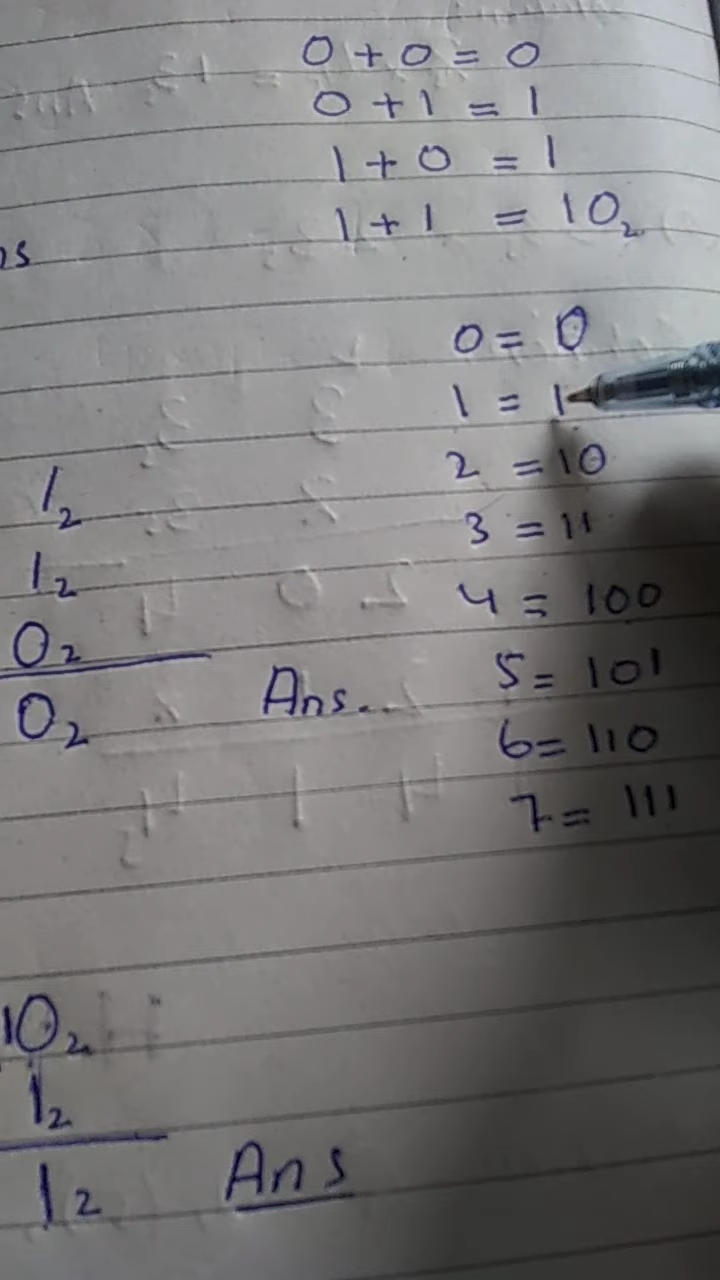 0 + 0 = 0
0 + 1 = 1
1 + 0 = 1
1 + 1 = 10₂
ns
0 = 0
1 = 1
2 = 10
1₂
3 = 11
1₂
4 = 100
0₂
5 = 101
0₂ Ans..
6 = 110
7 = 111
10₂
1₂
1₂ Ans